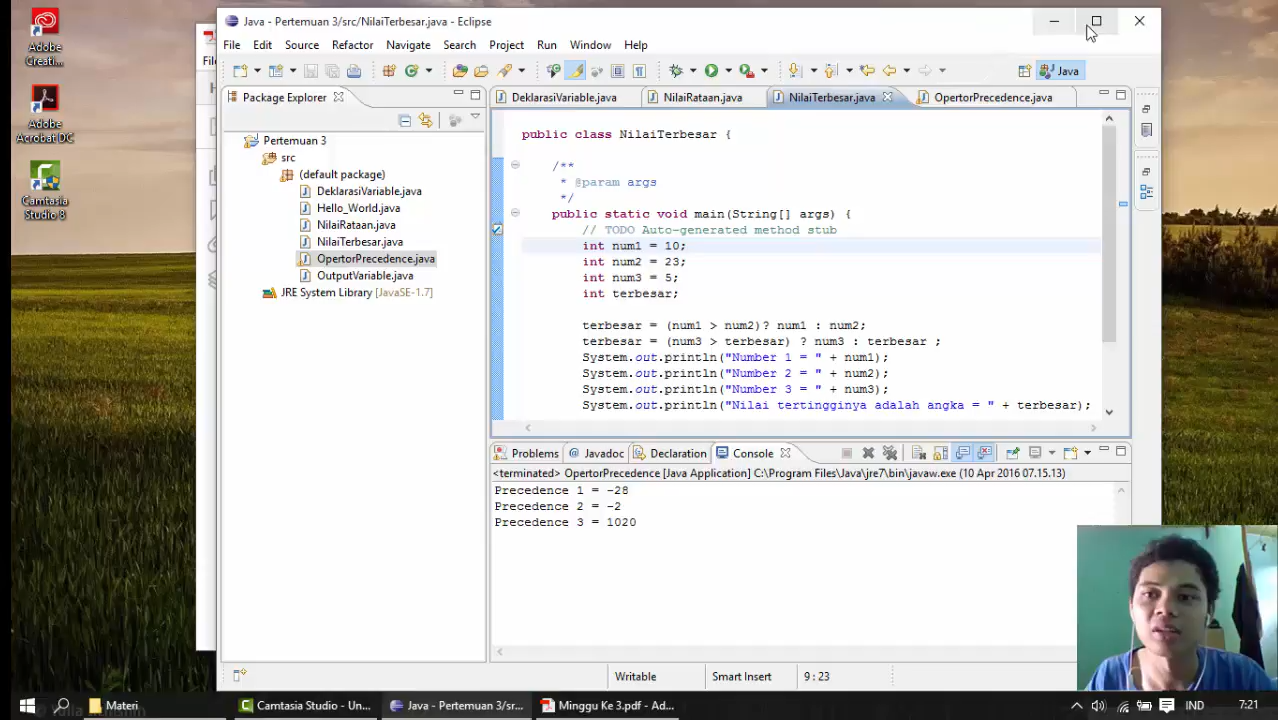 Adobe
Creati...
Adobe
Acrobat DC
Camtasia
Studio 8
Java - Pertemuan 3/src/NilaiTerbesar.java - Eclipse
File Edit Source Refactor Navigate Search Project Run Window Help
Java
Package Explorer
Pertemuan 3
src
(default package)
DeklarasiVariable.java
Hello_World.java
NilaiRataan.java
NilaiTerbesar.java
OpertorPrecedence.java
OutputVariable.java
JRE System Library [JavaSE-1.7]
DeklarasiVariable.java NilaiRataan.java NilaiTerbesar.java OpertorPrecedence.java
public class NilaiTerbesar {
/**
* @param args
*/
public static void main(String[] args) {
// TODO Auto-generated method stub
int num1 = 10;
int num2 = 23;
int num3 = 5;
int terbesar;
terbesar = (num1 > num2)? num1 : num2;
terbesar = (num3 > terbesar) ? num3 : terbesar ;
System.out.println("Number 1 = " + num1);
System.out.println("Number 2 = " + num2);
System.out.println("Number 3 = " + num3);
System.out.println("Nilai tertingginya adalah angka = " + terbesar);
Problems Javadoc Declaration Console
<terminated> OpertorPrecedence [Java Application] C:\Program Files\Java\jre7\bin\javaw.exe (10 Apr 2016 07.15.13)
Precedence 1 = -28
Precedence 2 = -2
Precedence 3 = 1020
Writable Smart Insert 9 : 23
Materi Camtasia Studio - Un... Java - Pertemuan 3/sr... Minggu Ke 3.pdf - Ad... IND 7:21